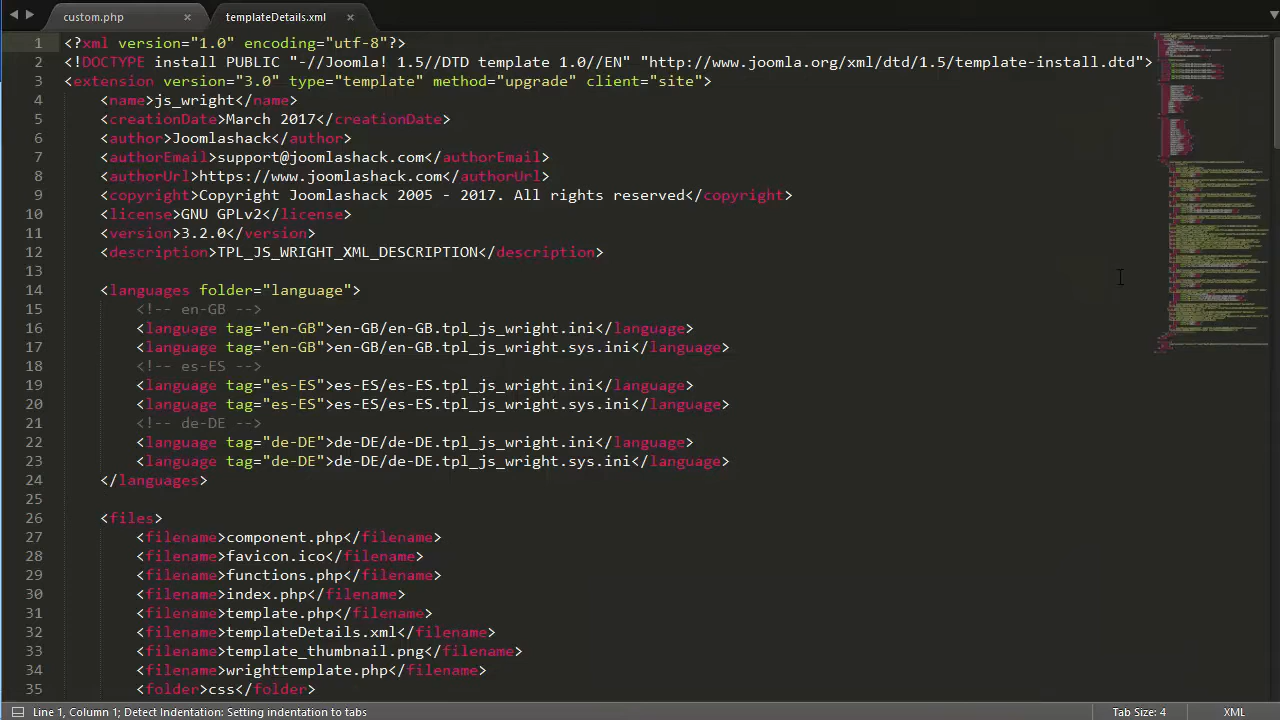 custom.php × templateDetails.xml ×
1 <?xml version="1.0" encoding="utf-8"?>
2 <!DOCTYPE install PUBLIC "-//Joomla! 1.5//DTD template 1.0//EN" "http://www.joomla.org/xml/dtd/1.5/template-install.dtd">
3 <extension version="3.0" type="template" method="upgrade" client="site">
4 <name>js_wright</name>
5 <creationDate>March 2017</creationDate>
6 <author>Joomlashack</author>
7 <authorEmail>support@joomlashack.com</authorEmail>
8 <authorUrl>https://www.joomlashack.com</authorUrl>
9 <copyright>Copyright Joomlashack 2005 - 2017 All rights reserved</copyright>
10 <license>GNU GPLv2</license>
11 <version>3.2.0</version>
12 <description>TPL_JS_WRIGHT_XML_DESCRIPTION</description>
13
14 <languages folder="language">
15 <!-- en-GB -->
16 <language tag="en-GB">en-GB/en-GB.tpl_js_wright.ini</language>
17 <language tag="en-GB">en-GB/en-GB.tpl_js_wright.sys.ini</language>
18 <!-- es-ES -->
19 <language tag="es-ES">es-ES/es-ES.tpl_js_wright.ini</language>
20 <language tag="es-ES">es-ES/es-ES.tpl_js_wright.sys.ini</language>
21 <!-- de-DE -->
22 <language tag="de-DE">de-DE/de-DE.tpl_js_wright.ini</language>
23 <language tag="de-DE">de-DE/de-DE.tpl_js_wright.sys.ini</language>
24 </languages>
25
26 <files>
27 <filename>component.php</filename>
28 <filename>favicon.ico</filename>
29 <filename>functions.php</filename>
30 <filename>index.php</filename>
31 <filename>template.php</filename>
32 <filename>templateDetails.xml</filename>
33 <filename>template_thumbnail.png</filename>
34 <filename>wrighttemplate.php</filename>
35 <folder>css</folder>
Line 1, Column 1; Detect Indentation: Setting indentation to tabs Tab Size: 4 XML